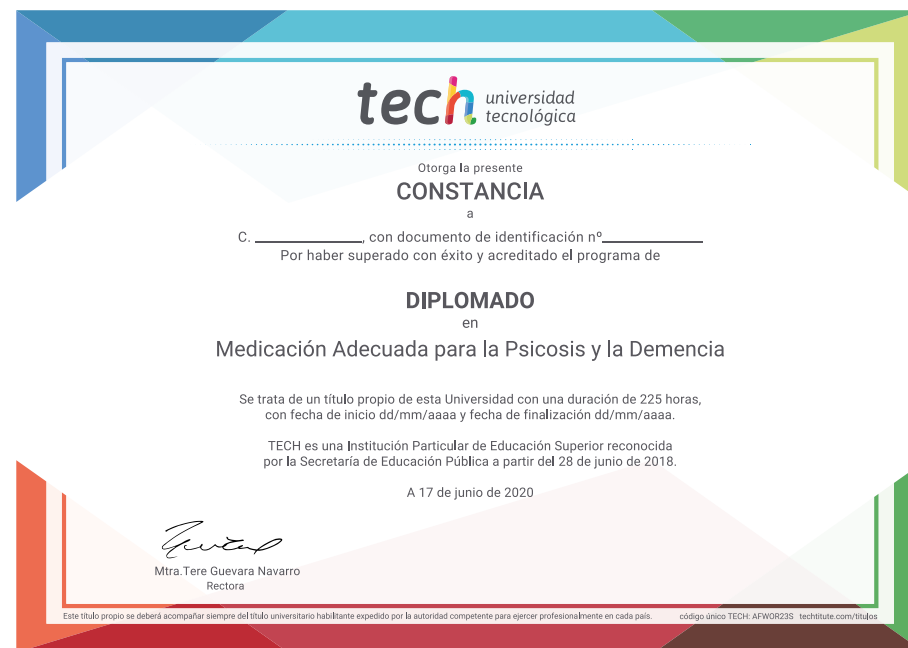 tech universidad
tecnológica
Otorga la presente
CONSTANCIA
a
C. ____________, con documento de identificación nº____________
Por haber superado con éxito y acreditado el programa de
DIPLOMADO
en
Medicación Adecuada para la Psicosis y la Demencia
Se trata de un título propio de esta Universidad con una duración de 225 horas,
con fecha de inicio dd/mm/aaaa y fecha de finalización dd/mm/aaaa.
TECH es una Institución Particular de Educación Superior reconocida
por la Secretaría de Educación Pública a partir del 28 de junio de 2018.
A 17 de junio de 2020
Mtra.Tere Guevara Navarro
Rectora
Este título propio se deberá acompañar siempre del título universitario habilitante expedido por la autoridad competente para ejercer profesionalmente en cada país. código único TECH: AFWOR23S techtitute.com/titulos